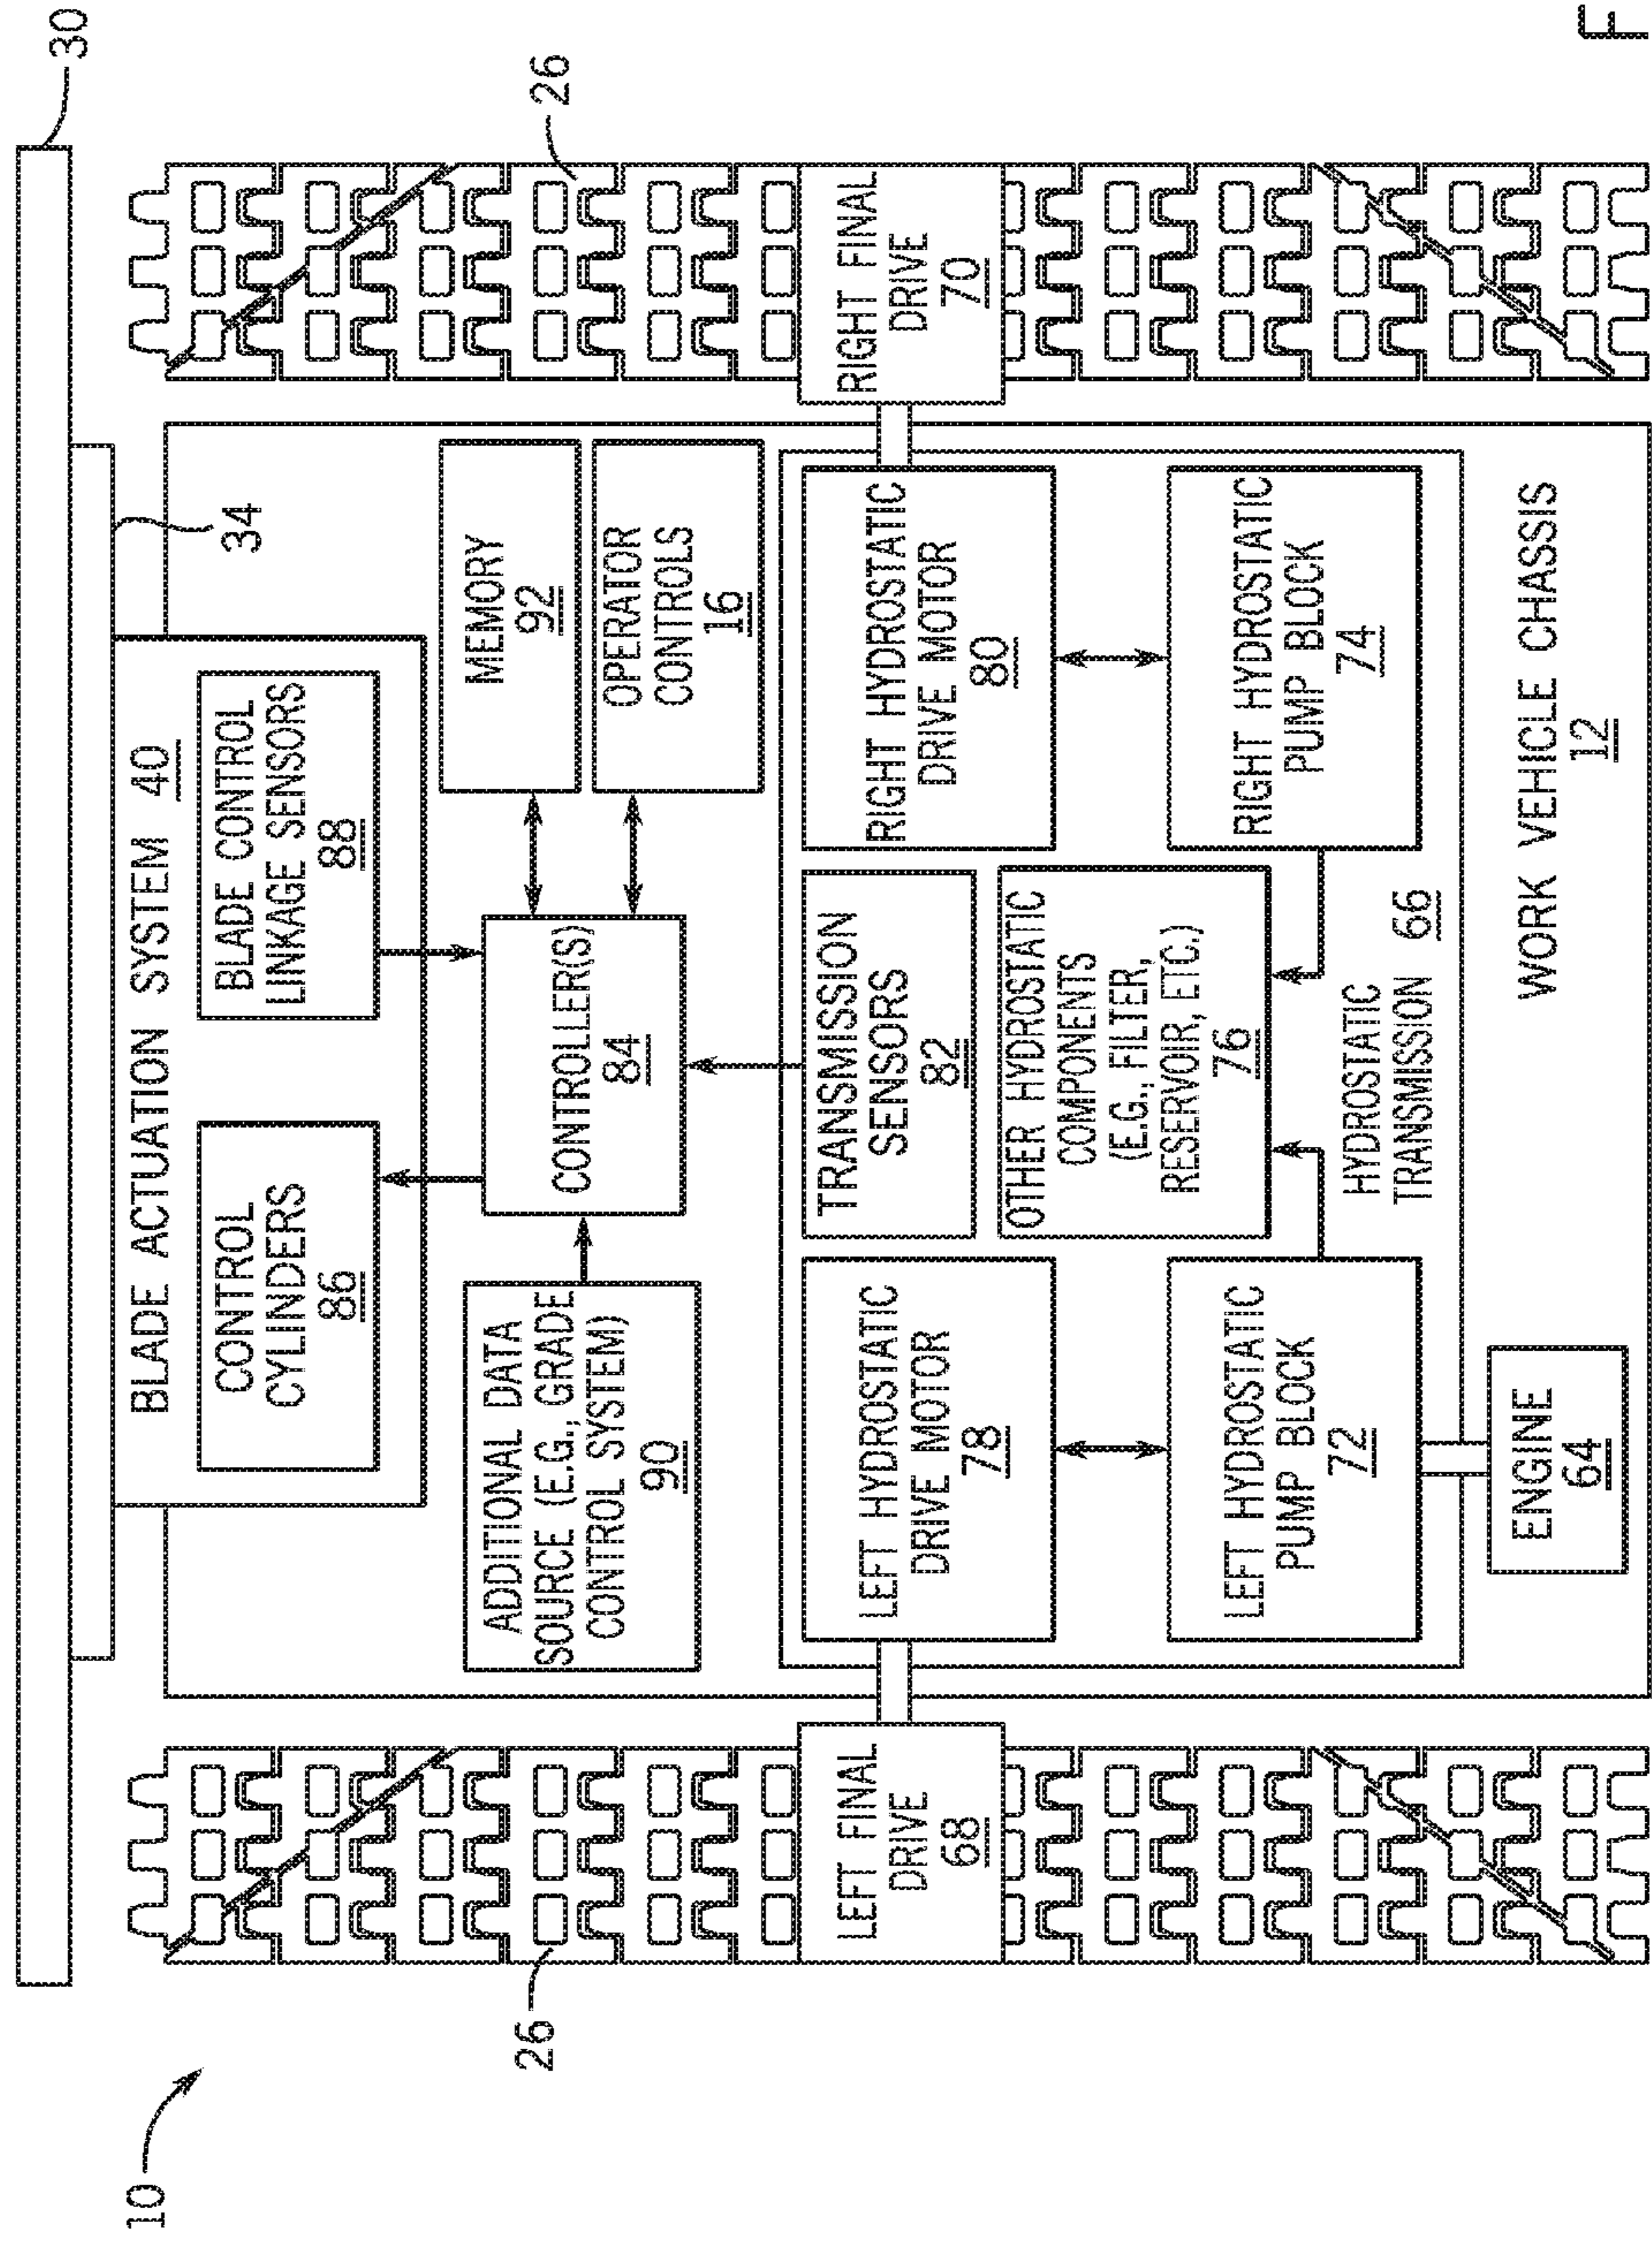 10
30
34
26
26
BLADE ACTUATION SYSTEM 40
CONTROL
CYLINDERS
86
BLADE CONTROL
LINKAGE SENSORS
88
ADDITIONAL DATA
SOURCE (E.G., GRADE
CONTROL SYSTEM)
90
CONTROLLER(S)
84
MEMORY
92
OPERATOR
CONTROLS
16
LEFT FINAL
DRIVE
68
LEFT HYDROSTATIC
DRIVE MOTOR
78
TRANSMISSION
SENSORS
82
RIGHT HYDROSTATIC
DRIVE MOTOR
80
RIGHT FINAL
DRIVE
70
OTHER HYDROSTATIC
COMPONENTS
(E.G., FILTER,
RESERVOIR, ETC.)
76
LEFT HYDROSTATIC
PUMP BLOCK
72
RIGHT HYDROSTATIC
PUMP BLOCK
74
HYDROSTATIC
TRANSMISSION 66
ENGINE
64
WORK VEHICLE CHASSIS
12